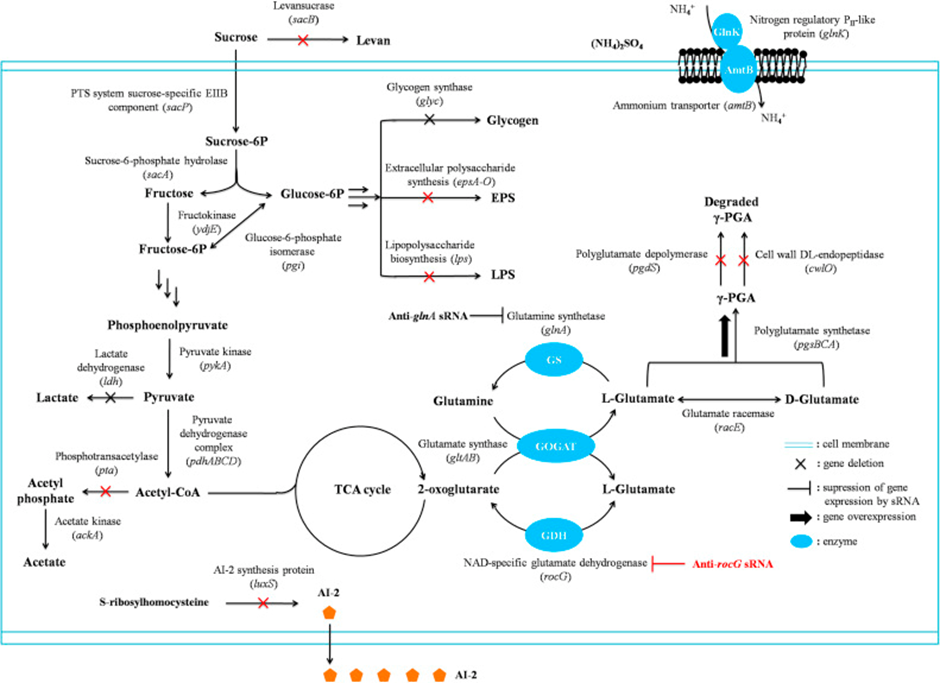 Levansucrase
(sacB)
Sucrose
Levan
NH₄⁺
GlnK
Nitrogen regulatory PII-like
protein (glnK)
(NH₄)₂SO₄
AmtB
Ammonium transporter (amtB)
NH₄⁺
PTS system sucrose-specific EIIB
component (sacP)
Sucrose-6P
Sucrose-6-phosphate hydrolase
(sacA)
Fructose
Glucose-6P
Fructokinase
(ydjE)
Fructose-6P
Glucose-6-phosphate
isomerase
(pgi)
Glycogen synthase
(glyc)
Glycogen
Extracellular polysaccharide
synthesis (epsA-O)
EPS
Lipopolysaccharide
biosynthesis (lps)
LPS
Degraded
γ-PGA
Polyglutamate depolymerase
(pgdS)
Cell wall DL-endopeptidase
(cwlO)
γ-PGA
Polyglutamate synthetase
(pgsBCA)
Phosphoenolpyruvate
Lactate
dehydrogenase
(ldh)
Pyruvate kinase
(pykA)
Lactate
Pyruvate
Pyruvate
dehydrogenase
complex
(pdhABCD)
Phosphotransacetylase
(pta)
Acetyl
phosphate
Acetyl-CoA
Acetate kinase
(ackA)
Acetate
TCA cycle
Anti-glnA sRNA
Glutamine synthetase
(glnA)
GS
Glutamine
L-Glutamate
D-Glutamate
Glutamate racemase
(racE)
Glutamate synthase
(gltAB)
GOGAT
2-oxoglutarate
L-Glutamate
GDH
NAD-specific glutamate dehydrogenase
(rocG)
Anti-rocG sRNA
: cell membrane
: gene deletion
: supression of gene
expression by sRNA
: gene overexpression
: enzyme
AI-2 synthesis protein
(luxS)
S-ribosylhomocysteine
AI-2
AI-2